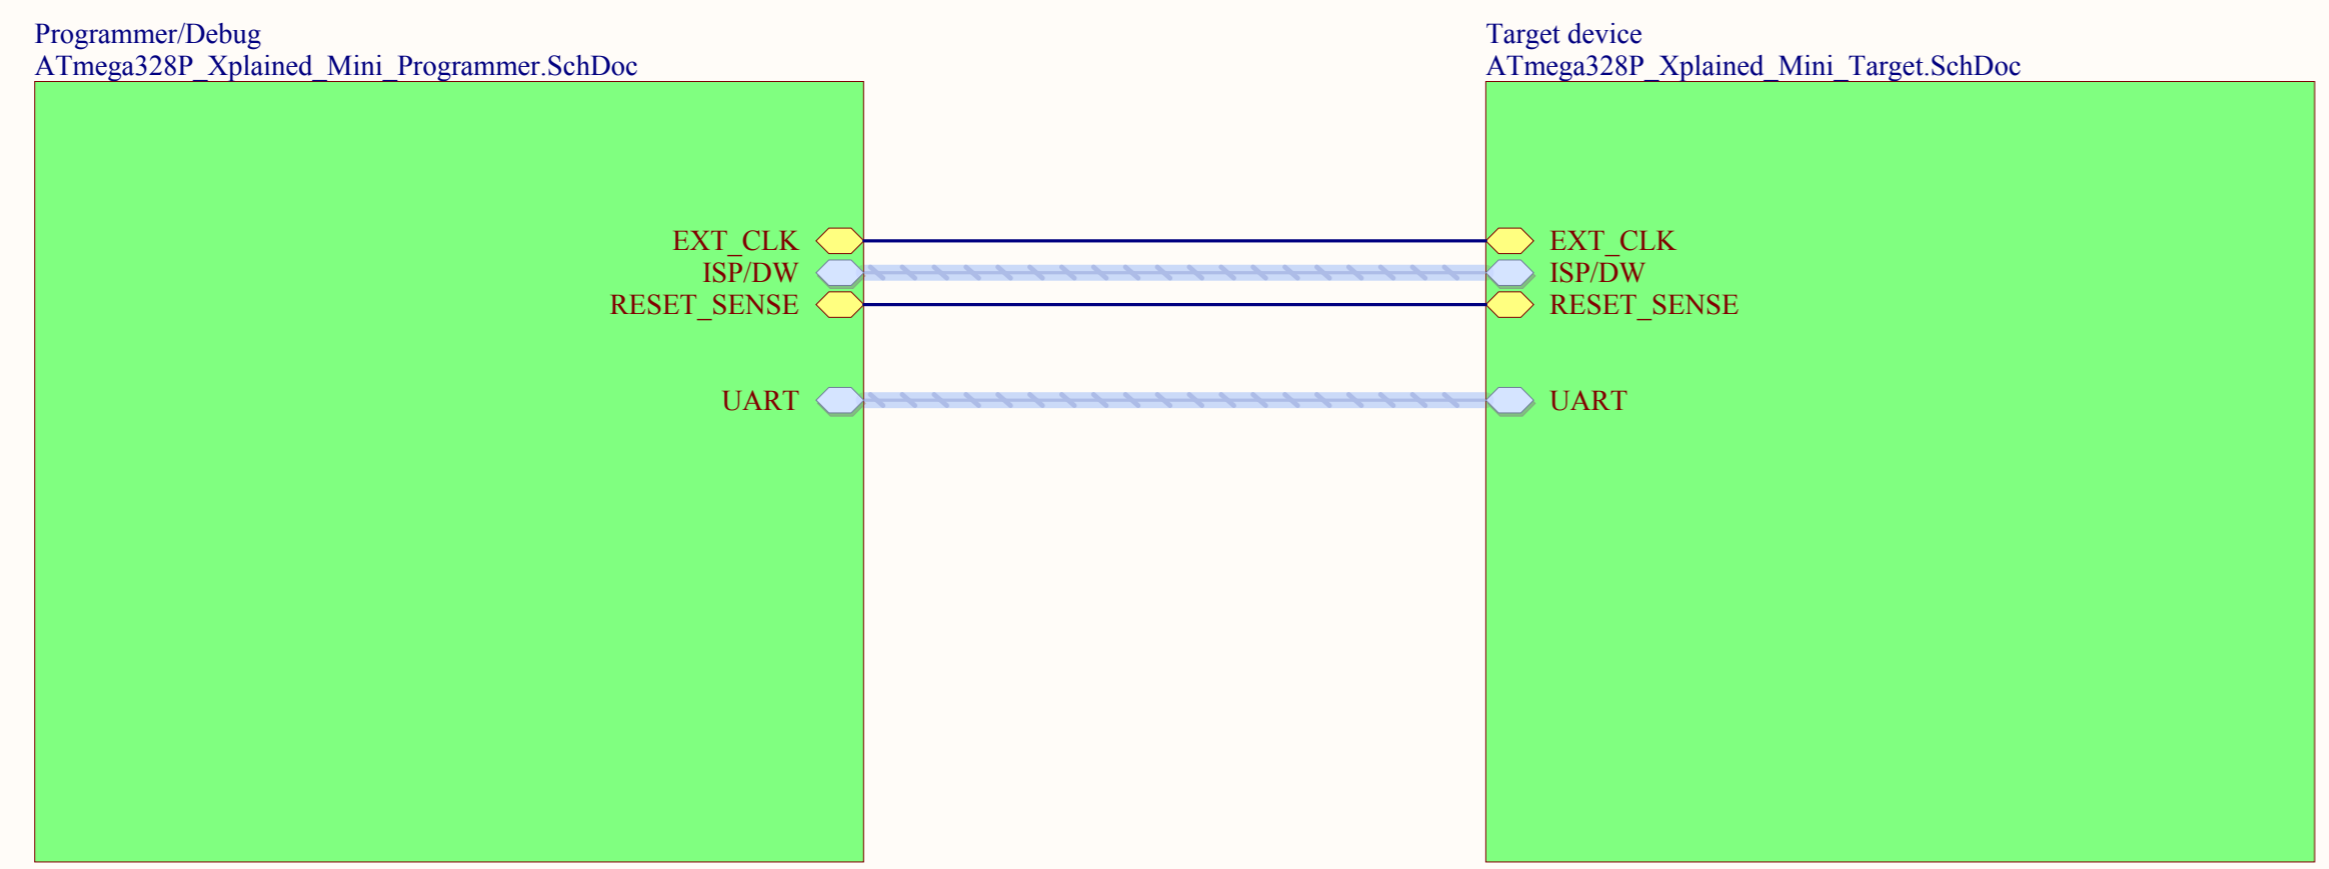 Programmer/Debug
ATmega328P_Xplained_Mini_Programmer.SchDoc
EXT_CLK
ISP/DW
RESET_SENSE
UART
Target device
ATmega328P_Xplained_Mini_Target.SchDoc
EXT_CLK
ISP/DW
RESET_SENSE
UART